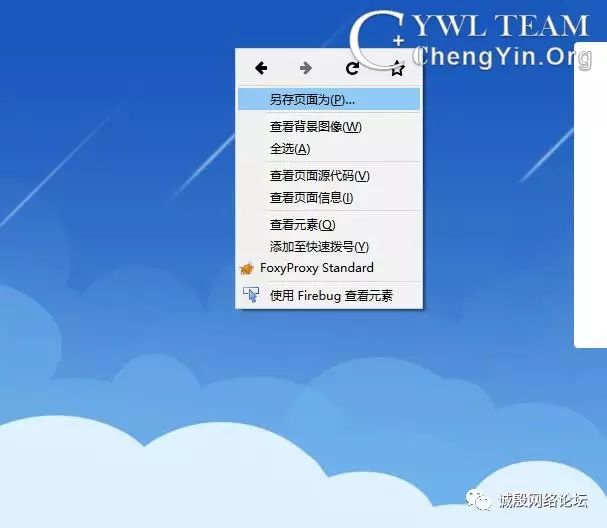 CYWL TEAM
C+ ChengYin.Org
另存页面为(P)...
查看背景图像(W)
全选(A)
查看页面源代码(V)
查看页面信息(I)
查看元素(Q)
添加至快速拨号(Y)
FoxyProxy Standard
使用 Firebug 查看元素
诚殷网络论坛